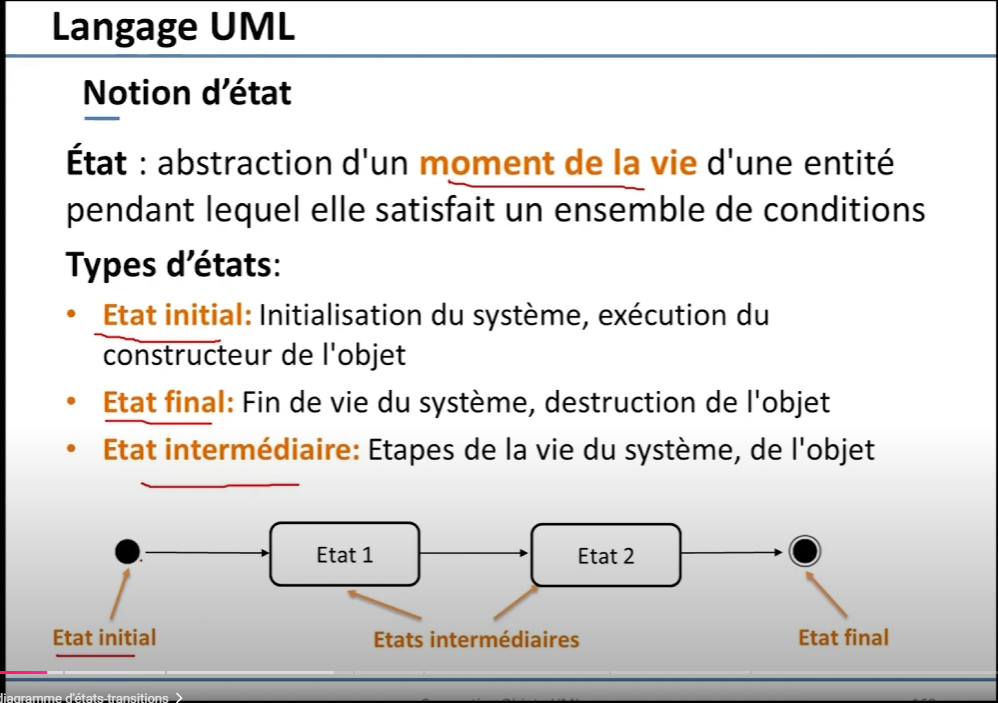 Langage UML
Notion d'état
État : abstraction d'un moment de la vie d'une entité
pendant lequel elle satisfait un ensemble de conditions
Types d'états:
• Etat initial: Initialisation du système, exécution du
constructeur de l'objet
• Etat final: Fin de vie du système, destruction de l'objet
• Etat intermédiaire: Etapes de la vie du système, de l'objet
Etat 1
Etat 2
Etat initial
Etats intermédiaires
Etat final
diagramme d'états-transitions